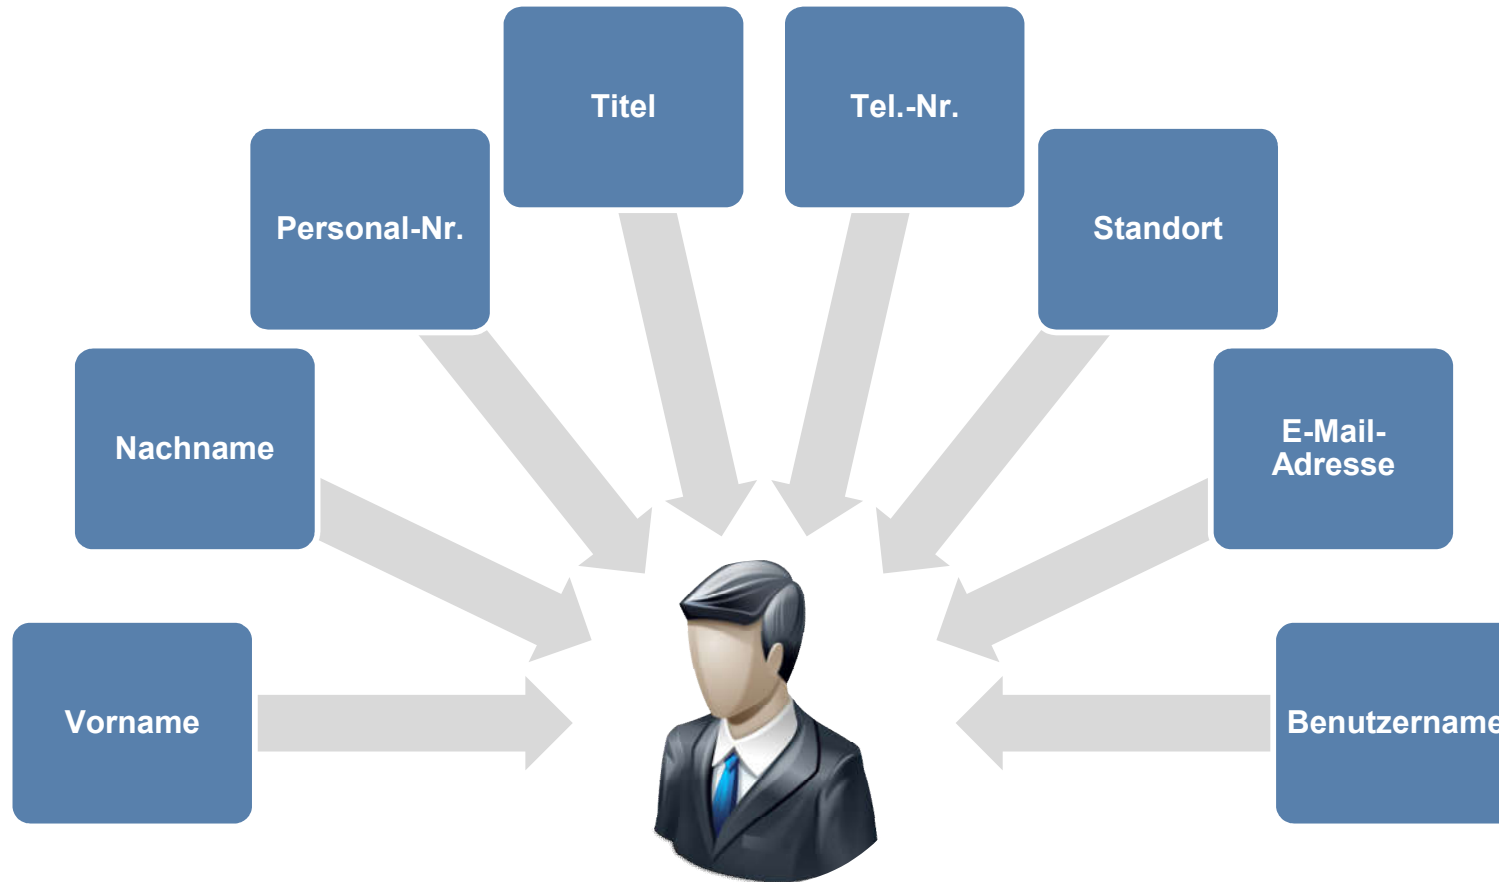 Titel
Tel.-Nr.
Personal-Nr.
Standort
Nachname
E-Mail-
Adresse
Vorname
Benutzername